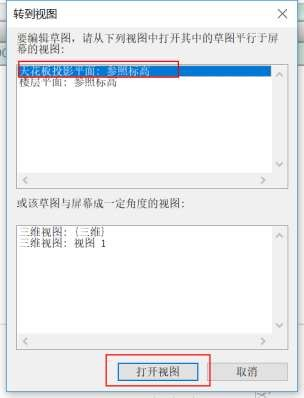 转到视图
要编辑草图，请从下列视图中打开其中的草图平行于屏
幕的视图:
天花板投影平面: 参照标高
楼层平面: 参照标高
或该草图与屏幕成一定角度的视图:
三维视图: {三维}
三维视图: 视图 1
打开视图
取消